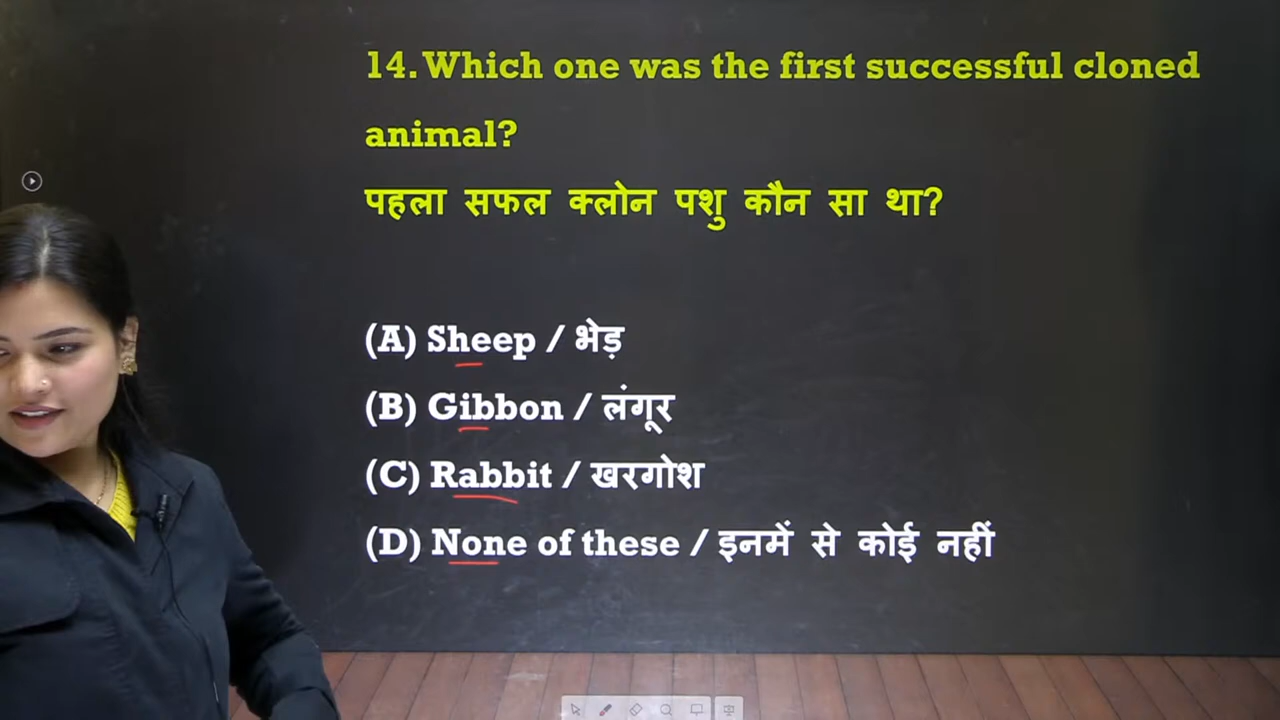 14. Which one was the first successful cloned
animal?
पहला सफल क्लोन पशु कौन सा था?
(A) Sheep / भेड़
(B) Gibbon / लंगूर
(C) Rabbit / खरगोश
(D) None of these / इनमें से कोई नहीं